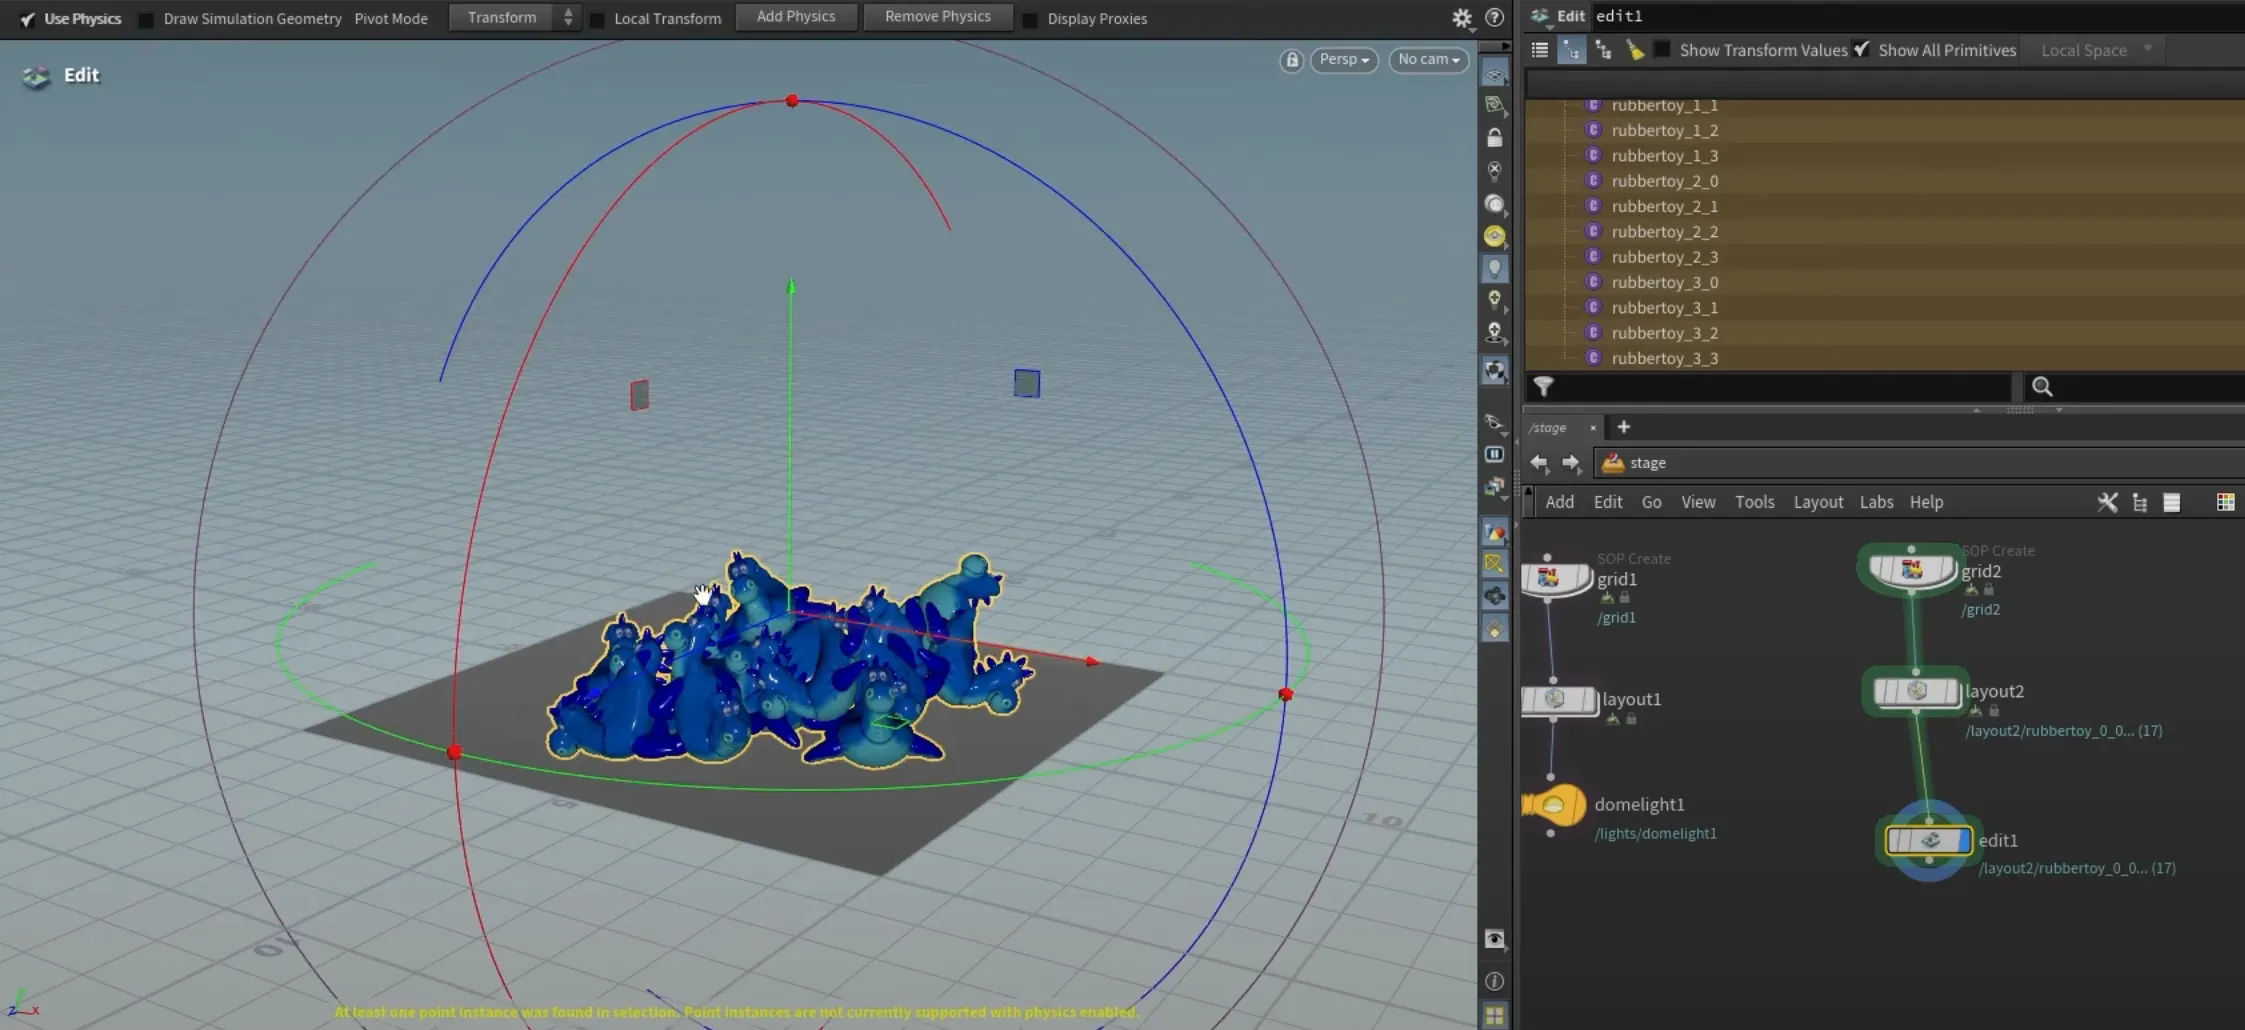 Use Physics Draw Simulation Geometry Pivot Mode Transform Local Transform Add Physics Remove Physics Display Proxies
Edit
Persp No cam
Edit edit1
Show Transform Values Show All Primitives Local Space
rubbertoy_1_1
rubbertoy_1_2
rubbertoy_1_3
rubbertoy_2_0
rubbertoy_2_1
rubbertoy_2_2
rubbertoy_2_3
rubbertoy_3_0
rubbertoy_3_1
rubbertoy_3_2
rubbertoy_3_3
/stage
stage
Add Edit Go View Tools Layout Labs Help
SOP Create
grid1
/grid1
SOP Create
grid2
/grid2
layout1
layout2
/layout2/rubbertoy_0_0... (17)
domelight1
/lights/domelight1
edit1
/layout2/rubbertoy_0_0... (17)
5
10
10
z x
At least one point instance was found in selection. Point instances are not currently supported with physics enabled.